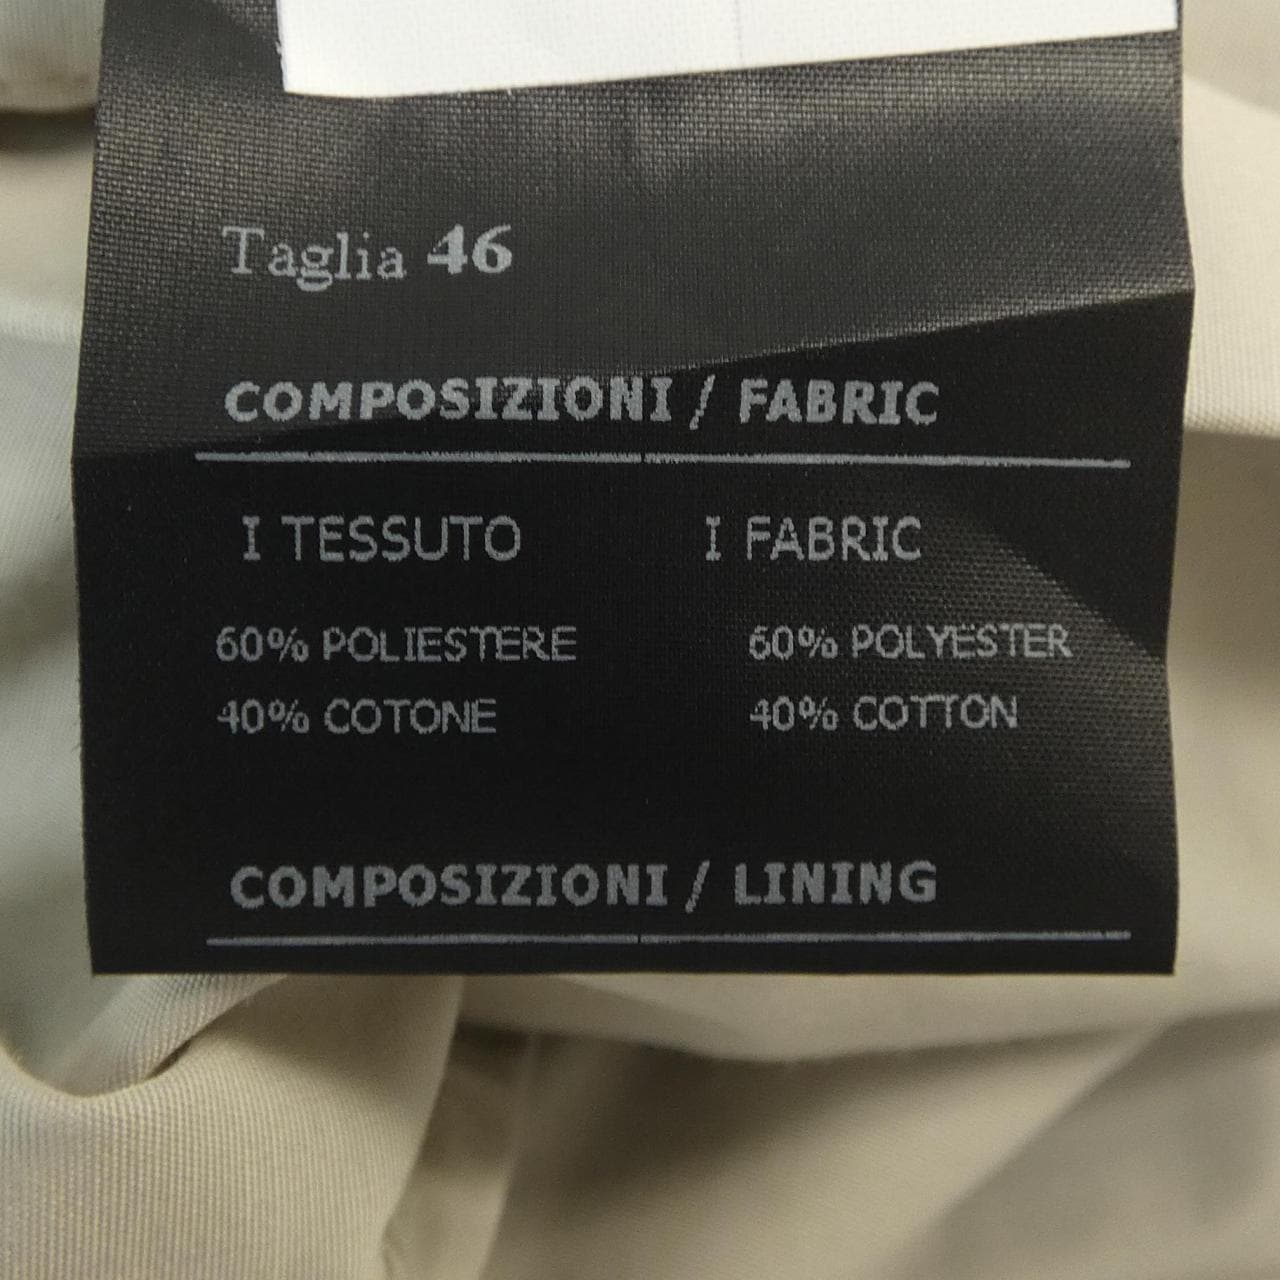 Taglia 46
COMPOSIZIONI / FABRIC
I TESSUTO I FABRIC
60% POLIESTERE 60% POLYESTER
40% COTONE 40% COTTON
COMPOSIZIONI / LINING